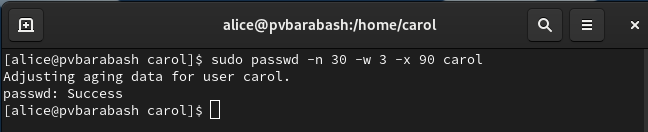 alice@pvbarabash:/home/carol
[alice@pvbarabash carol]$ sudo passwd -n 30 -w 3 -x 90 carol
Adjusting aging data for user carol.
passwd: Success
[alice@pvbarabash carol]$